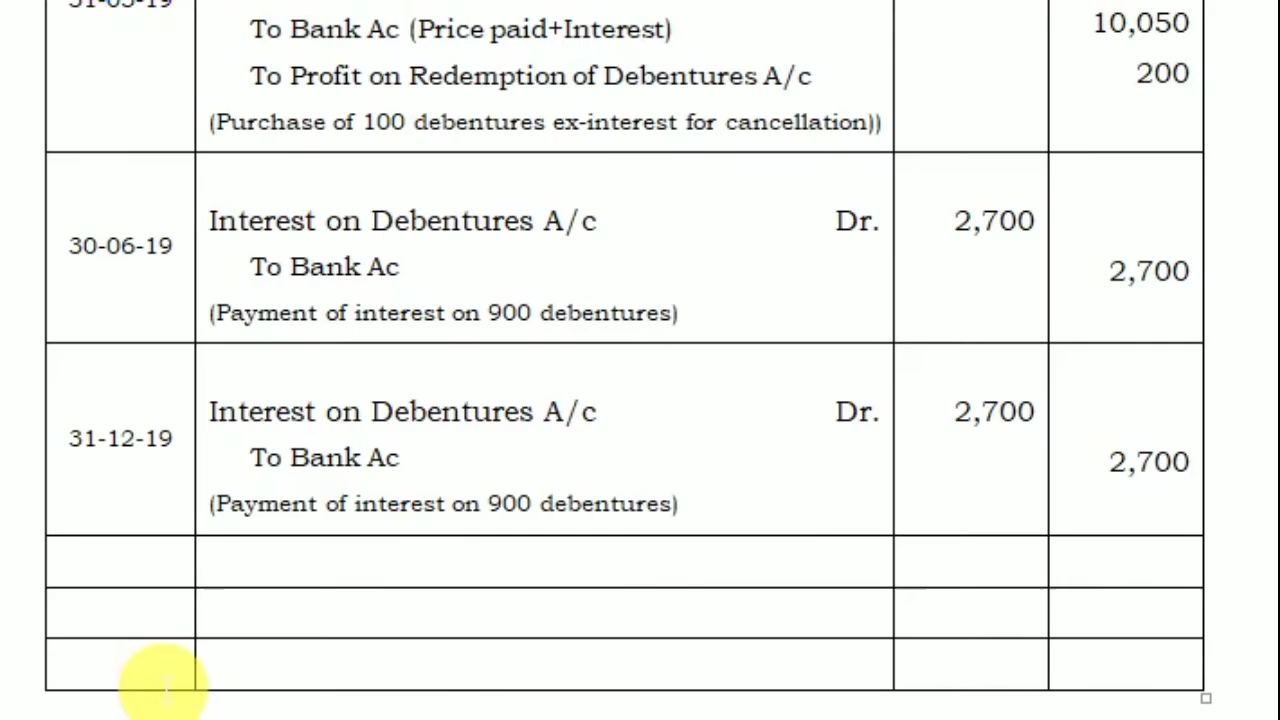 To Bank Ac (Price paid+Interest) 10,050
To Profit on Redemption of Debentures A/c 200
(Purchase of 100 debentures ex-interest for cancellation))
Interest on Debentures A/c Dr. 2,700
30-06-19
To Bank Ac 2,700
(Payment of interest on 900 debentures)
Interest on Debentures A/c Dr. 2,700
31-12-19
To Bank Ac 2,700
(Payment of interest on 900 debentures)